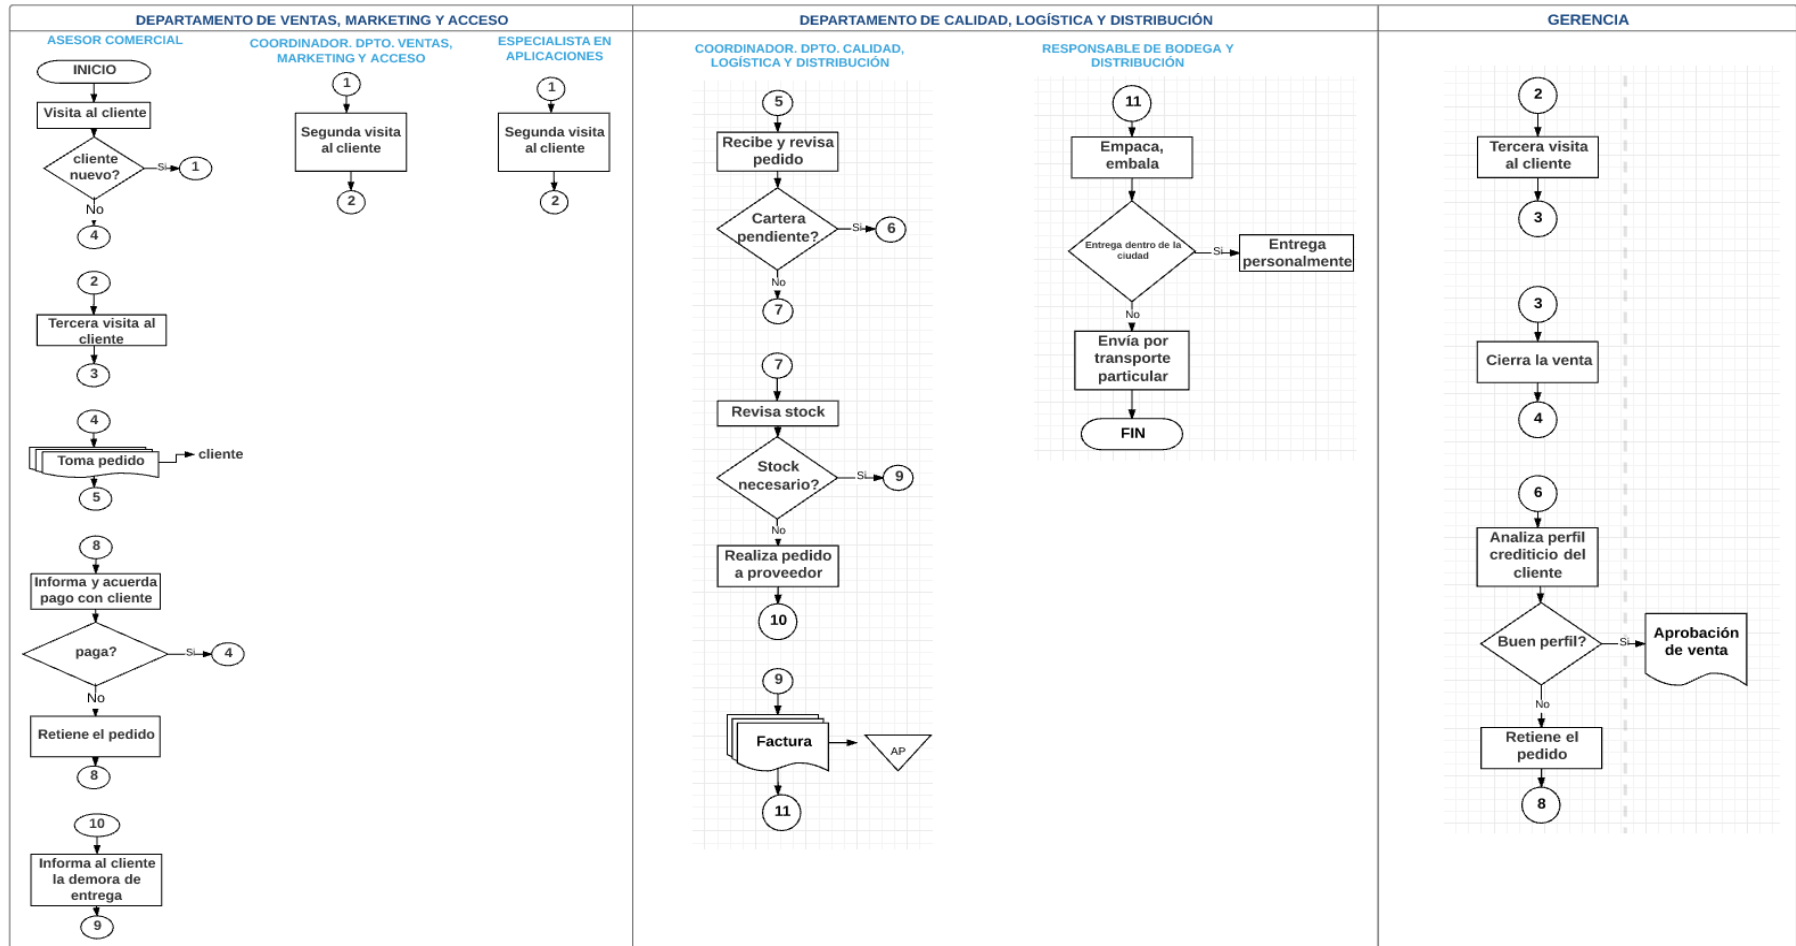 DEPARTAMENTO DE VENTAS, MARKETING Y ACCESO
ASESOR COMERCIAL
INICIO
Visita al cliente
cliente
nuevo?
Si
1
No
4
2
Tercera visita al
cliente
3
4
Toma pedido
cliente
5
8
Informa y acuerda
pago con cliente
paga?
Si
4
No
Retiene el pedido
8
10
Informa al cliente
la demora de
entrega
9
COORDINADOR. DPTO. VENTAS,
MARKETING Y ACCESO
1
Segunda visita
al cliente
2
ESPECIALISTA EN
APLICACIONES
1
Segunda visita
al cliente
2
DEPARTAMENTO DE CALIDAD, LOGÍSTICA Y DISTRIBUCIÓN
COORDINADOR. DPTO. CALIDAD,
LOGÍSTICA Y DISTRIBUCIÓN
5
Recibe y revisa
pedido
Cartera
pendiente?
Si
6
No
7
7
Revisa stock
Stock
necesario?
Si
9
No
Realiza pedido
a proveedor
10
9
Factura
AP
11
RESPONSABLE DE BODEGA Y
DISTRIBUCIÓN
11
Empaca,
embala
Entrega dentro de la
ciudad
Si
Entrega
personalmente
No
Envía por
transporte
particular
FIN
GERENCIA
2
Tercera visita
al cliente
3
3
Cierra la venta
4
6
Analiza perfil
crediticio del
cliente
Buen perfil?
Si
Aprobación
de venta
No
Retiene el
pedido
8